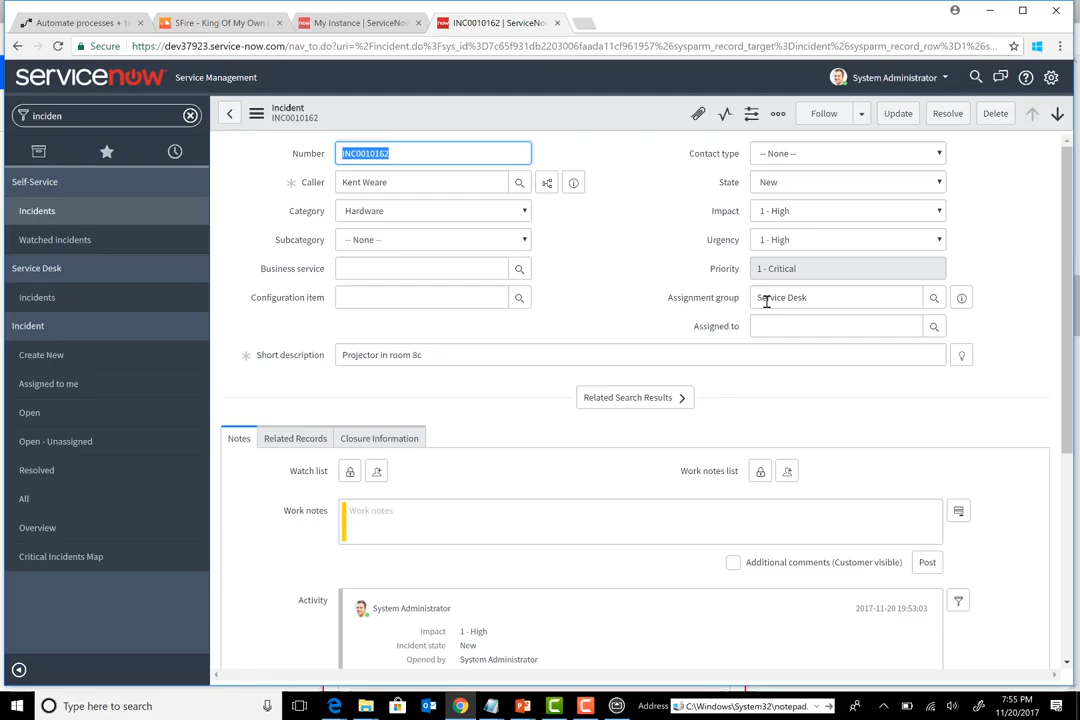 Automate processes + t
SFire - King Of My Own
My Instance | ServiceNo
INC0010162 | ServiceNow
Secure
https://dev37923.service-now.com/nav_to.do?uri=%2Fincident.do%3Fsys_id%3D7c65f931db2203006faada11cf961957%26sysparm_record_target%3Dincident%26sysparm_record_row%3D1%26s...
servicenow
Service Management
System Administrator
inciden
Self-Service
Incidents
Watched Incidents
Service Desk
Incidents
Incident
Create New
Assigned to me
Open
Open - Unassigned
Resolved
All
Overview
Critical Incidents Map
Incident
INC0010162
Follow
Update
Resolve
Delete
Number
INC0010162
Contact type
-- None --
Caller
Kent Weare
State
New
Category
Hardware
Impact
1 - High
Subcategory
-- None --
Urgency
1 - High
Business service
Priority
1 - Critical
Configuration item
Assignment group
Service Desk
Assigned to
Short description
Projector in room 8c
Related Search Results
Notes
Related Records
Closure Information
Watch list
Work notes list
Work notes
Work notes
Additional comments (Customer visible)
Post
Activity
System Administrator
2017-11-20 19:53:03
Impact
1 - High
Incident state
New
Opened by
System Administrator
Type here to search
Address
C:\Windows\System32\notepad.
7:55 PM
11/20/2017